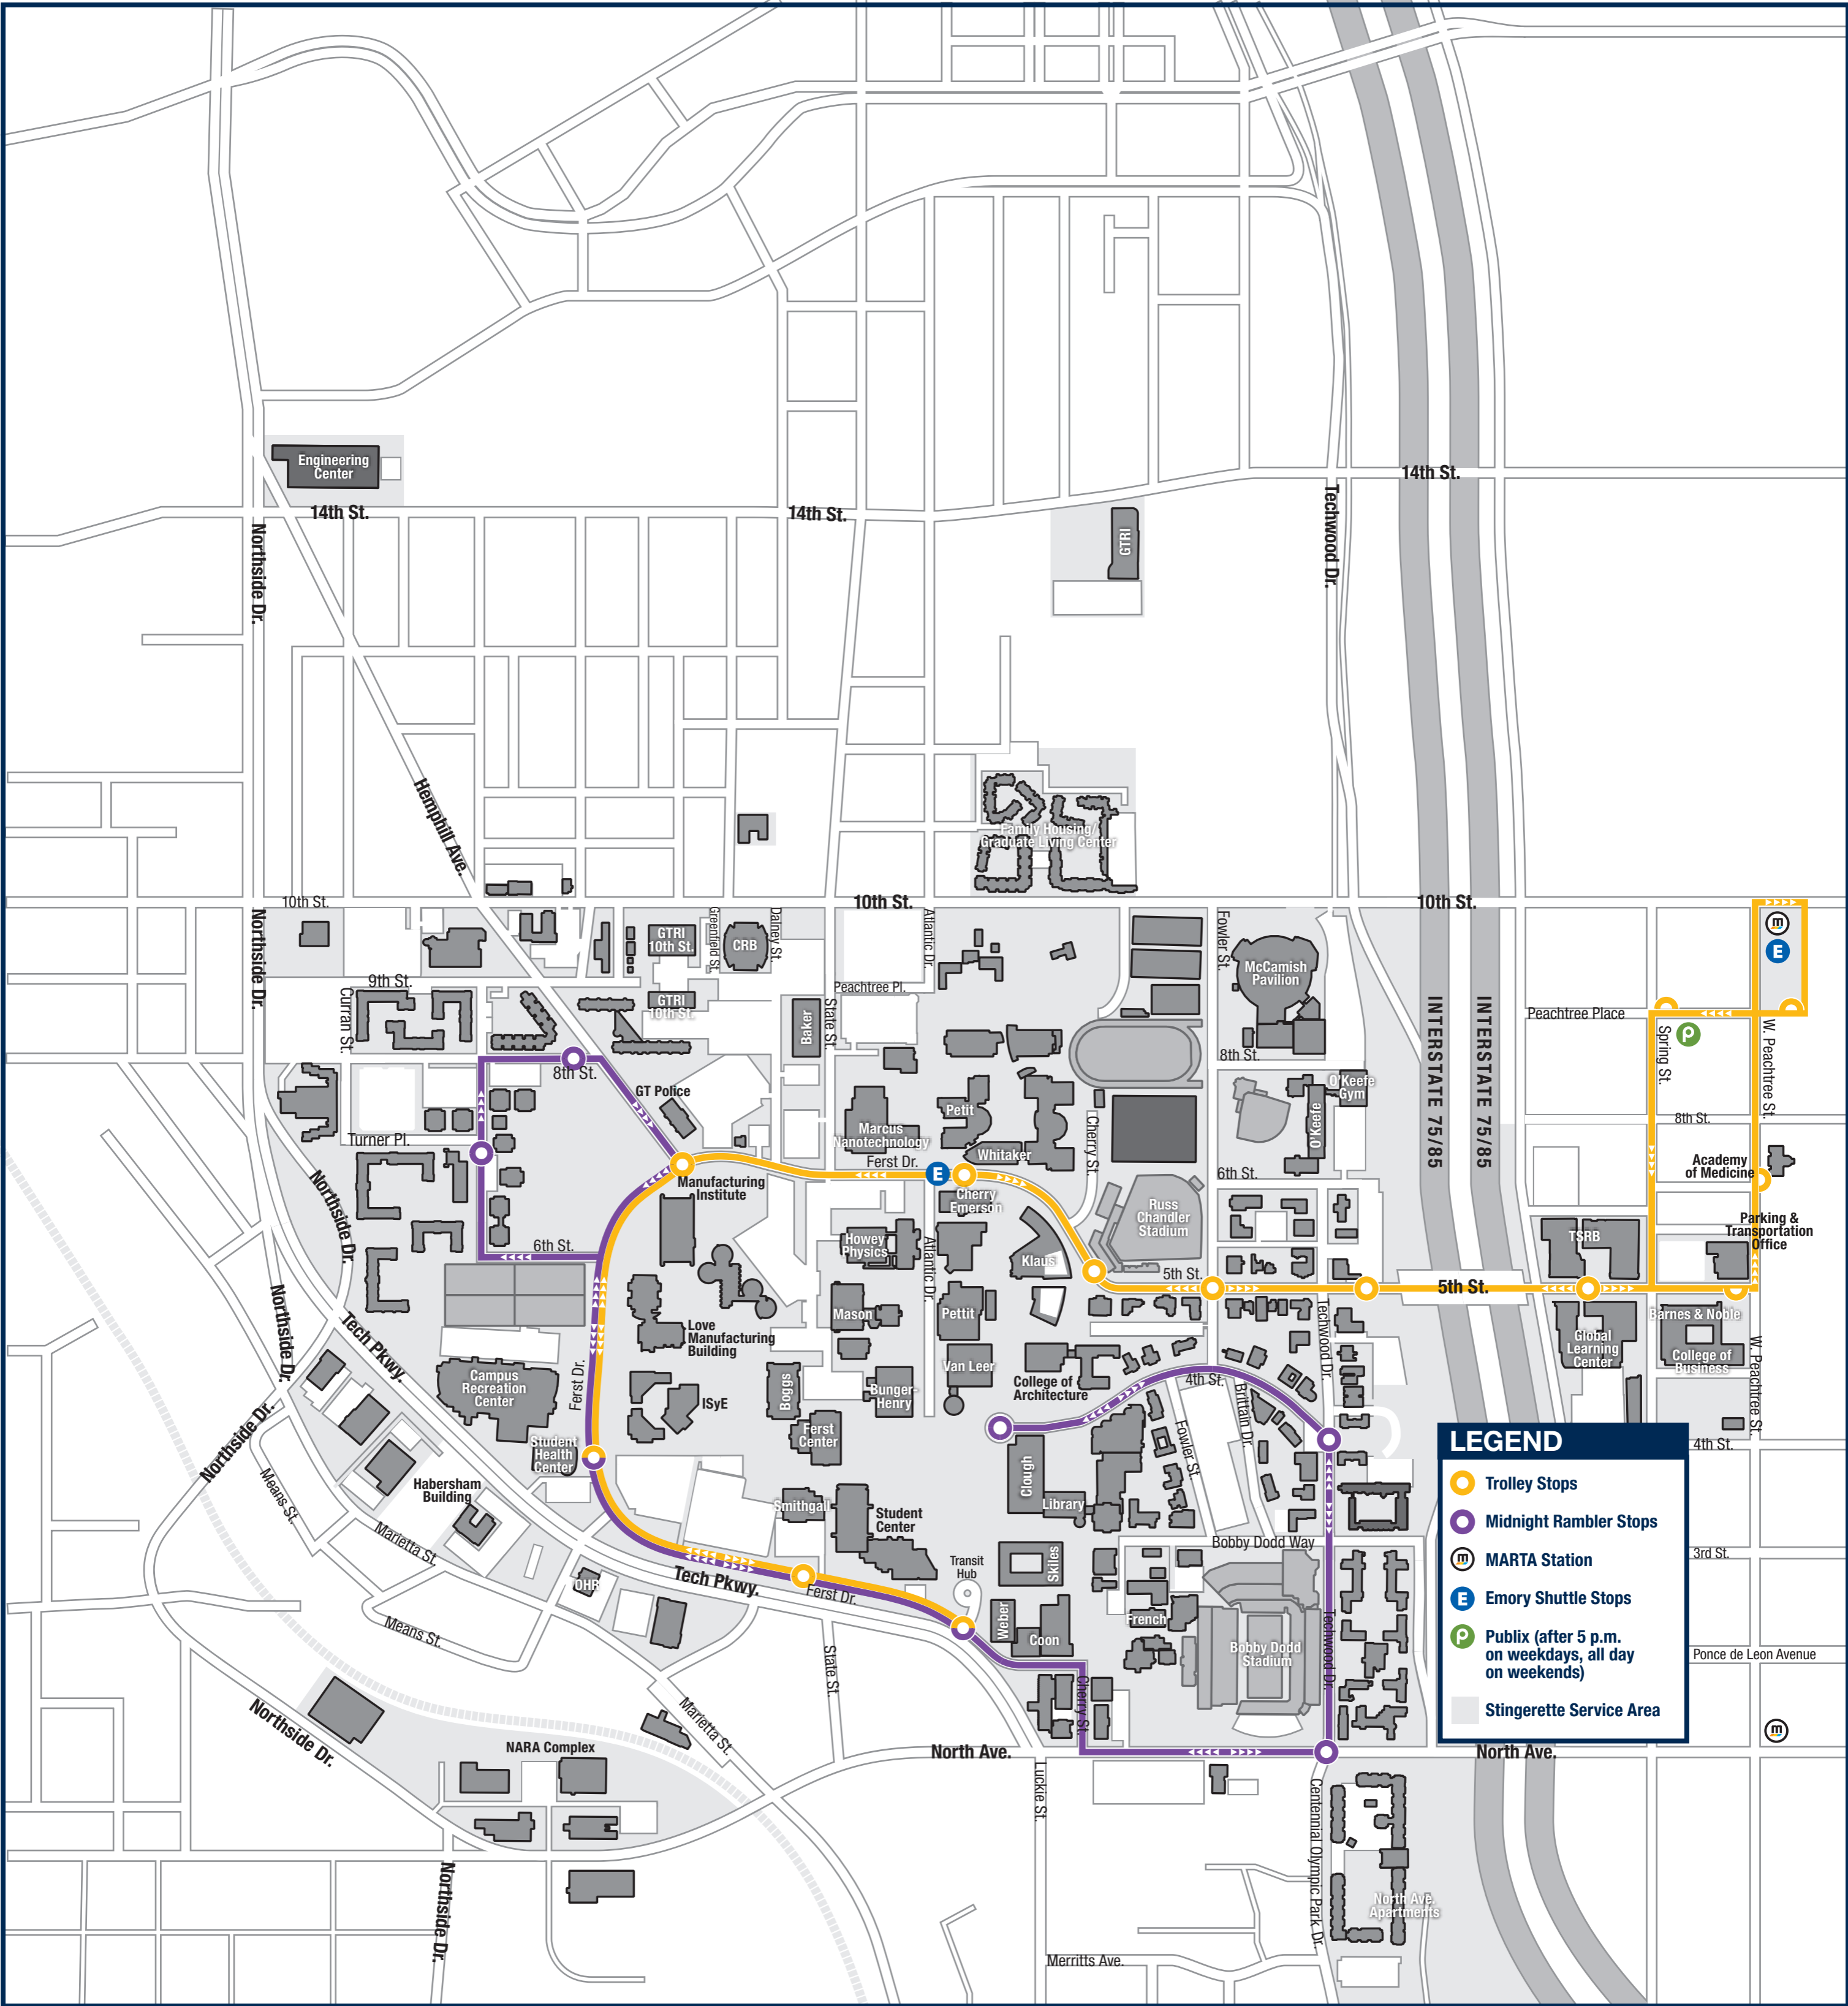 Engineering
Center
14th St.
14th St.
14th St.
Northside Dr.
Techwood Dr.
GTRI
Hemphill Ave.
Family Housing/
Graduate Living Center
10th St.
10th St.
10th St.
Northside Dr.
GTRI
10th St.
Greenfield St.
CRB
Dalney St.
Atlantic Dr.
Fowler St.
McCamish
Pavilion
m
E
9th St.
Curran St.
GTRI
10th St.
Baker
State St.
Peachtree Pl.
INTERSTATE 75/85
INTERSTATE 75/85
Peachtree Place
Spring St.
P
W. Peachtree St.
8th St.
8th St.
GT Police
Petit
Marcus
Nanotechnology
Whitaker
Cherry St.
O'Keefe
Gym
O'Keefe
8th St.
Turner Pl.
Ferst Dr.
E
Manufacturing
Institute
Cherry
Emerson
6th St.
Academy
of Medicine
Northside Dr.
Russ
Chandler
Stadium
Parking &
Transportation
Office
6th St.
Howey
Physics
Atlantic Dr.
Klaus
5th St.
5th St.
TSRB
Northside Dr.
Tech Pkwy.
Love
Manufacturing
Building
Mason
Pettit
Techwood Dr.
Barnes & Noble
Global
Learning
Center
College of
Business
W. Peachtree St.
Campus
Recreation
Center
Ferst Dr.
ISyE
Boggs
Bunger-
Henry
Van Leer
College of
Architecture
4th St.
Brittain Dr.
Fowler St.
Ferst
Center
Student
Health
Center
Northside Dr.
Means St.
Habersham
Building
Marietta St.
Smithgall
Student
Center
Clough
Library
4th St.
LEGEND
Trolley Stops
Midnight Rambler Stops
m
MARTA Station
E
Emory Shuttle Stops
P
Publix (after 5 p.m.
on weekdays, all day
on weekends)
Stingerette Service Area
3rd St.
Ponce de Leon Avenue
m
Bobby Dodd Way
Transit
Hub
Skiles
OHR
Tech Pkwy.
Ferst Dr.
Weber
Coon
French
Bobby Dodd
Stadium
Techwood Dr.
Means St.
State St.
Cherry St.
Northside Dr.
Marietta St.
NARA Complex
North Ave.
North Ave.
Luckie St.
Centennial Olympic Park Dr.
North Ave.
Apartments
Northside Dr.
Merritts Ave.